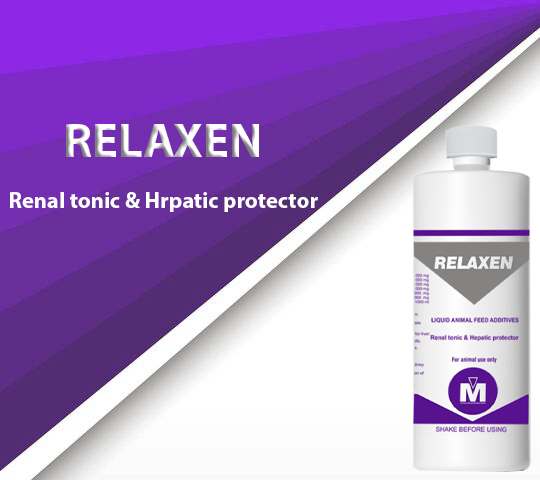 RELAXEN
Renal tonic & Hrpatic protector
RELAXEN
LIQUID ANIMAL FEED ADDITIVES
Renal tonic & Hepatic protector
For animal use only
M
SHAKE BEFORE USING